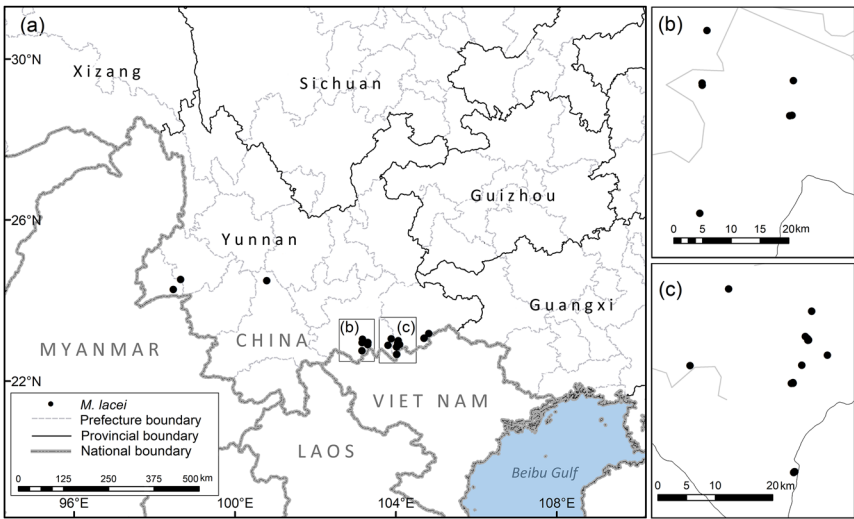 (a)
30°N
Xizang
Sichuan
Guizhou
26°N
Yunnan
Guangxi
(b)
(c)
CHINA
MYANMAR
22°N
VIET NAM
LAOS
Beibu Gulf
M. lacei
Prefecture boundary
Provincial boundary
National boundary
0 125 250 375 500 km
96°E
100°E
104°E
108°E
(b)
0 5 10 20 km
(c)
0 5 10 20 km